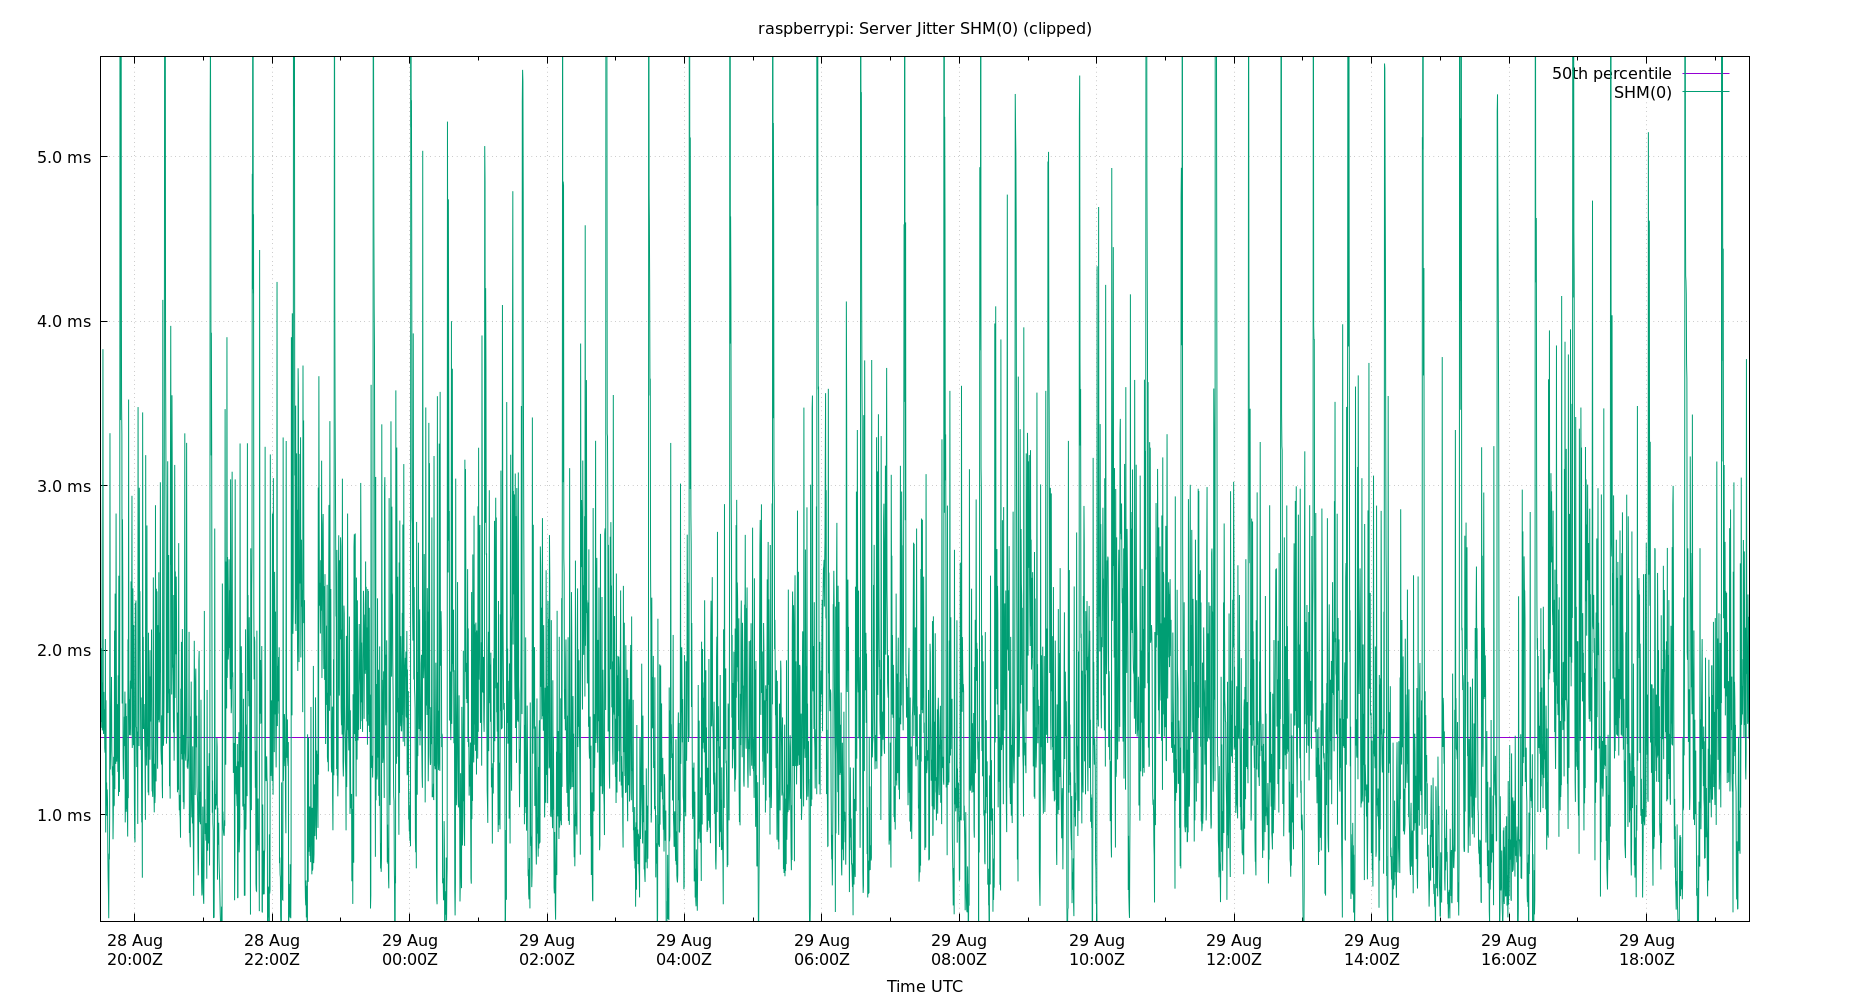 raspberrypi: Server Jitter SHM(0) (clipped)
50th percentile
SHM(0)
5.0 ms
4.0 ms
3.0 ms
2.0 ms
1.0 ms
28 Aug 28 Aug 29 Aug 29 Aug 29 Aug 29 Aug 29 Aug 29 Aug 29 Aug 29 Aug 29 Aug 29 Aug
20:00Z 22:00Z 00:00Z 02:00Z 04:00Z 06:00Z 08:00Z 10:00Z 12:00Z 14:00Z 16:00Z 18:00Z
Time UTC